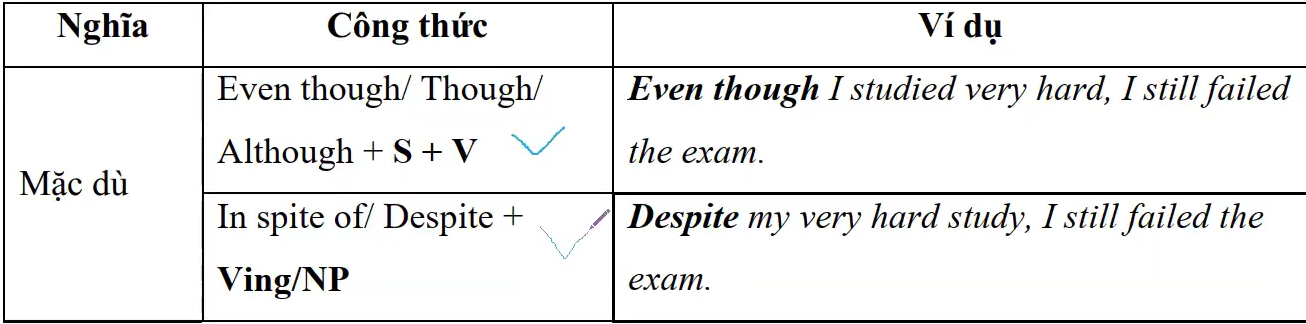 Nghĩa Công thức Ví dụ
Mặc dù
Even though/ Though/
Although + S + V
Even though I studied very hard, I still failed
the exam.
In spite of/ Despite +
Ving/NP
Despite my very hard study, I still failed the
exam.